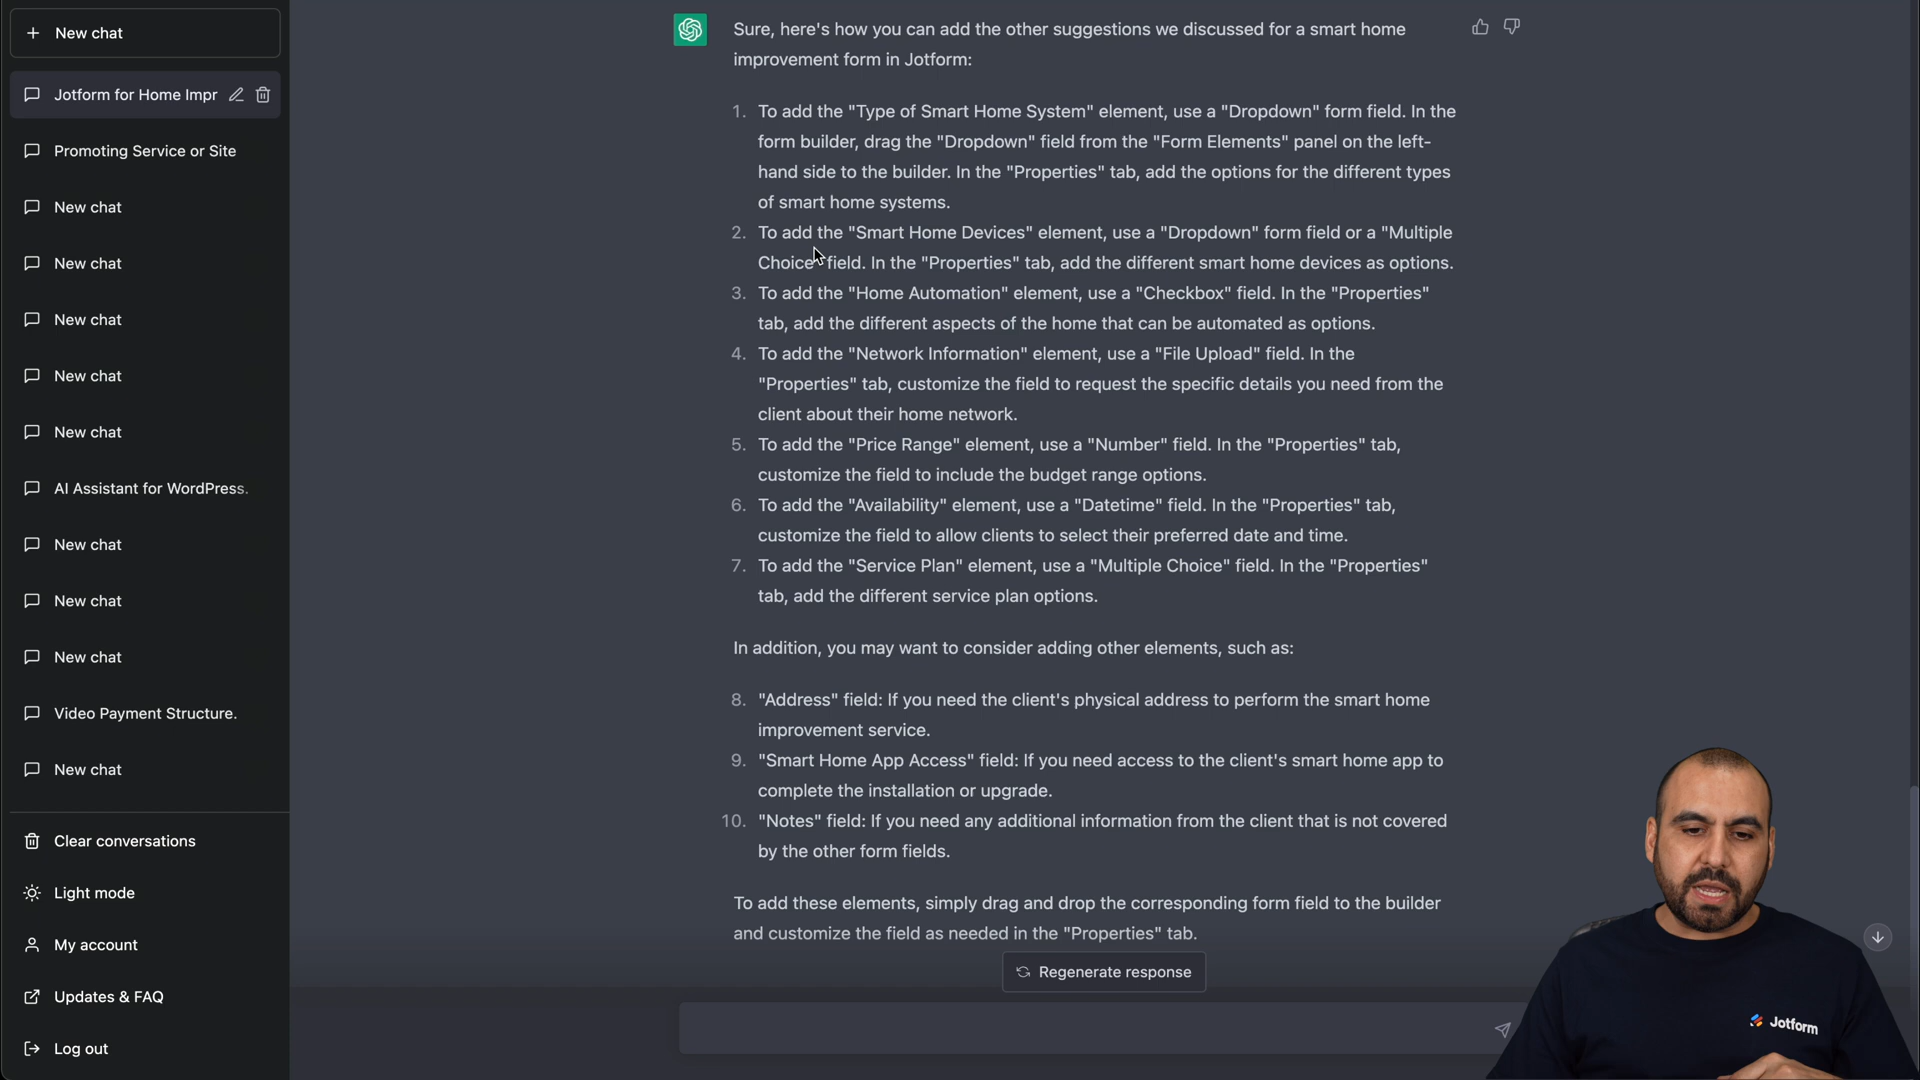 New chat
Jotform for Home Impr
Promoting Service or Site
New chat
New chat
New chat
New chat
New chat
AI Assistant for WordPress.
New chat
New chat
New chat
Video Payment Structure.
New chat
Clear conversations
Light mode
My account
Updates & FAQ
Log out
Sure, here's how you can add the other suggestions we discussed for a smart home
improvement form in Jotform:
1. To add the "Type of Smart Home System" element, use a "Dropdown" form field. In the
form builder, drag the "Dropdown" field from the "Form Elements" panel on the left-
hand side to the builder. In the "Properties" tab, add the options for the different types
of smart home systems.
2. To add the "Smart Home Devices" element, use a "Dropdown" form field or a "Multiple
Choice" field. In the "Properties" tab, add the different smart home devices as options.
3. To add the "Home Automation" element, use a "Checkbox" field. In the "Properties"
tab, add the different aspects of the home that can be automated as options.
4. To add the "Network Information" element, use a "File Upload" field. In the
"Properties" tab, customize the field to request the specific details you need from the
client about their home network.
5. To add the "Price Range" element, use a "Number" field. In the "Properties" tab,
customize the field to include the budget range options.
6. To add the "Availability" element, use a "Datetime" field. In the "Properties" tab,
customize the field to allow clients to select their preferred date and time.
7. To add the "Service Plan" element, use a "Multiple Choice" field. In the "Properties"
tab, add the different service plan options.
In addition, you may want to consider adding other elements, such as:
8. "Address" field: If you need the client's physical address to perform the smart home
improvement service.
9. "Smart Home App Access" field: If you need access to the client's smart home app to
complete the installation or upgrade.
10. "Notes" field: If you need any additional information from the client that is not covered
by the other form fields.
To add these elements, simply drag and drop the corresponding form field to the builder
and customize the field as needed in the "Properties" tab.
Regenerate response
Jotform